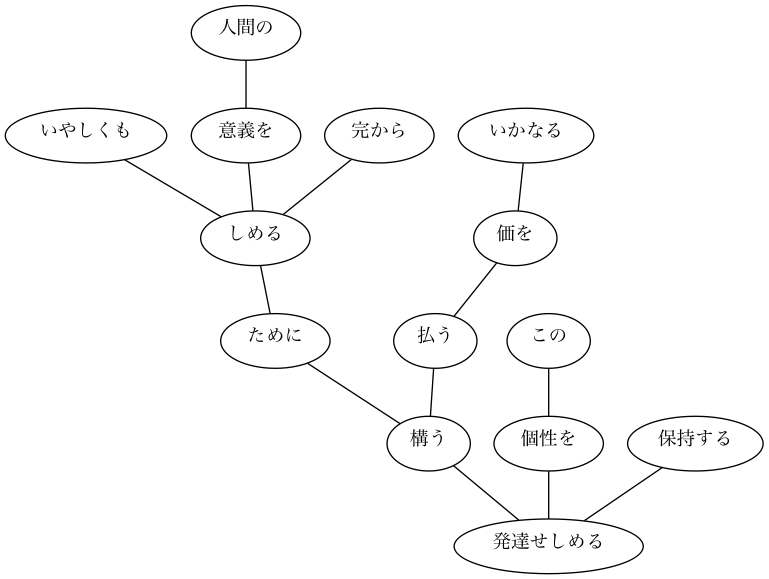 人間の
いやしくも 意義を 完から いかなる
しめる 価を
ために 払う この
構う 個性を 保持する
発達せしめる